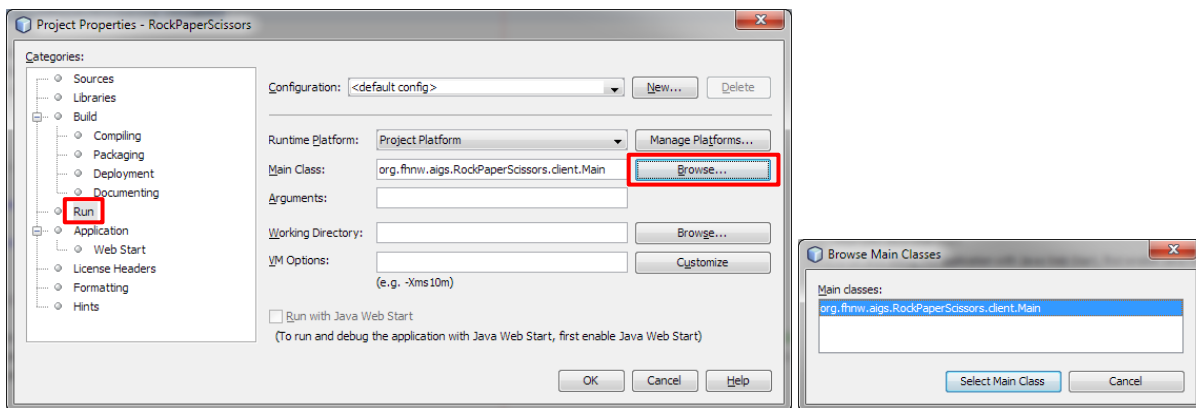 Project Properties - RockPaperScissors
Categories:
Sources
Libraries
Build
Compiling
Packaging
Deployment
Documenting
Run
Application
Web Start
License Headers
Formatting
Hints
Configuration: <default config> New... Delete
Runtime Platform: Project Platform Manage Platforms...
Main Class: org.fhnw.aigs.RockPaperScissors.client.Main Browse...
Arguments:
Working Directory: Browse...
VM Options: Customize
(e.g. -Xms10m)
Run with Java Web Start
(To run and debug the application with Java Web Start, first enable Java Web Start)
OK Cancel Help
Browse Main Classes
Main classes:
org.fhnw.aigs.RockPaperScissors.client.Main
Select Main Class Cancel